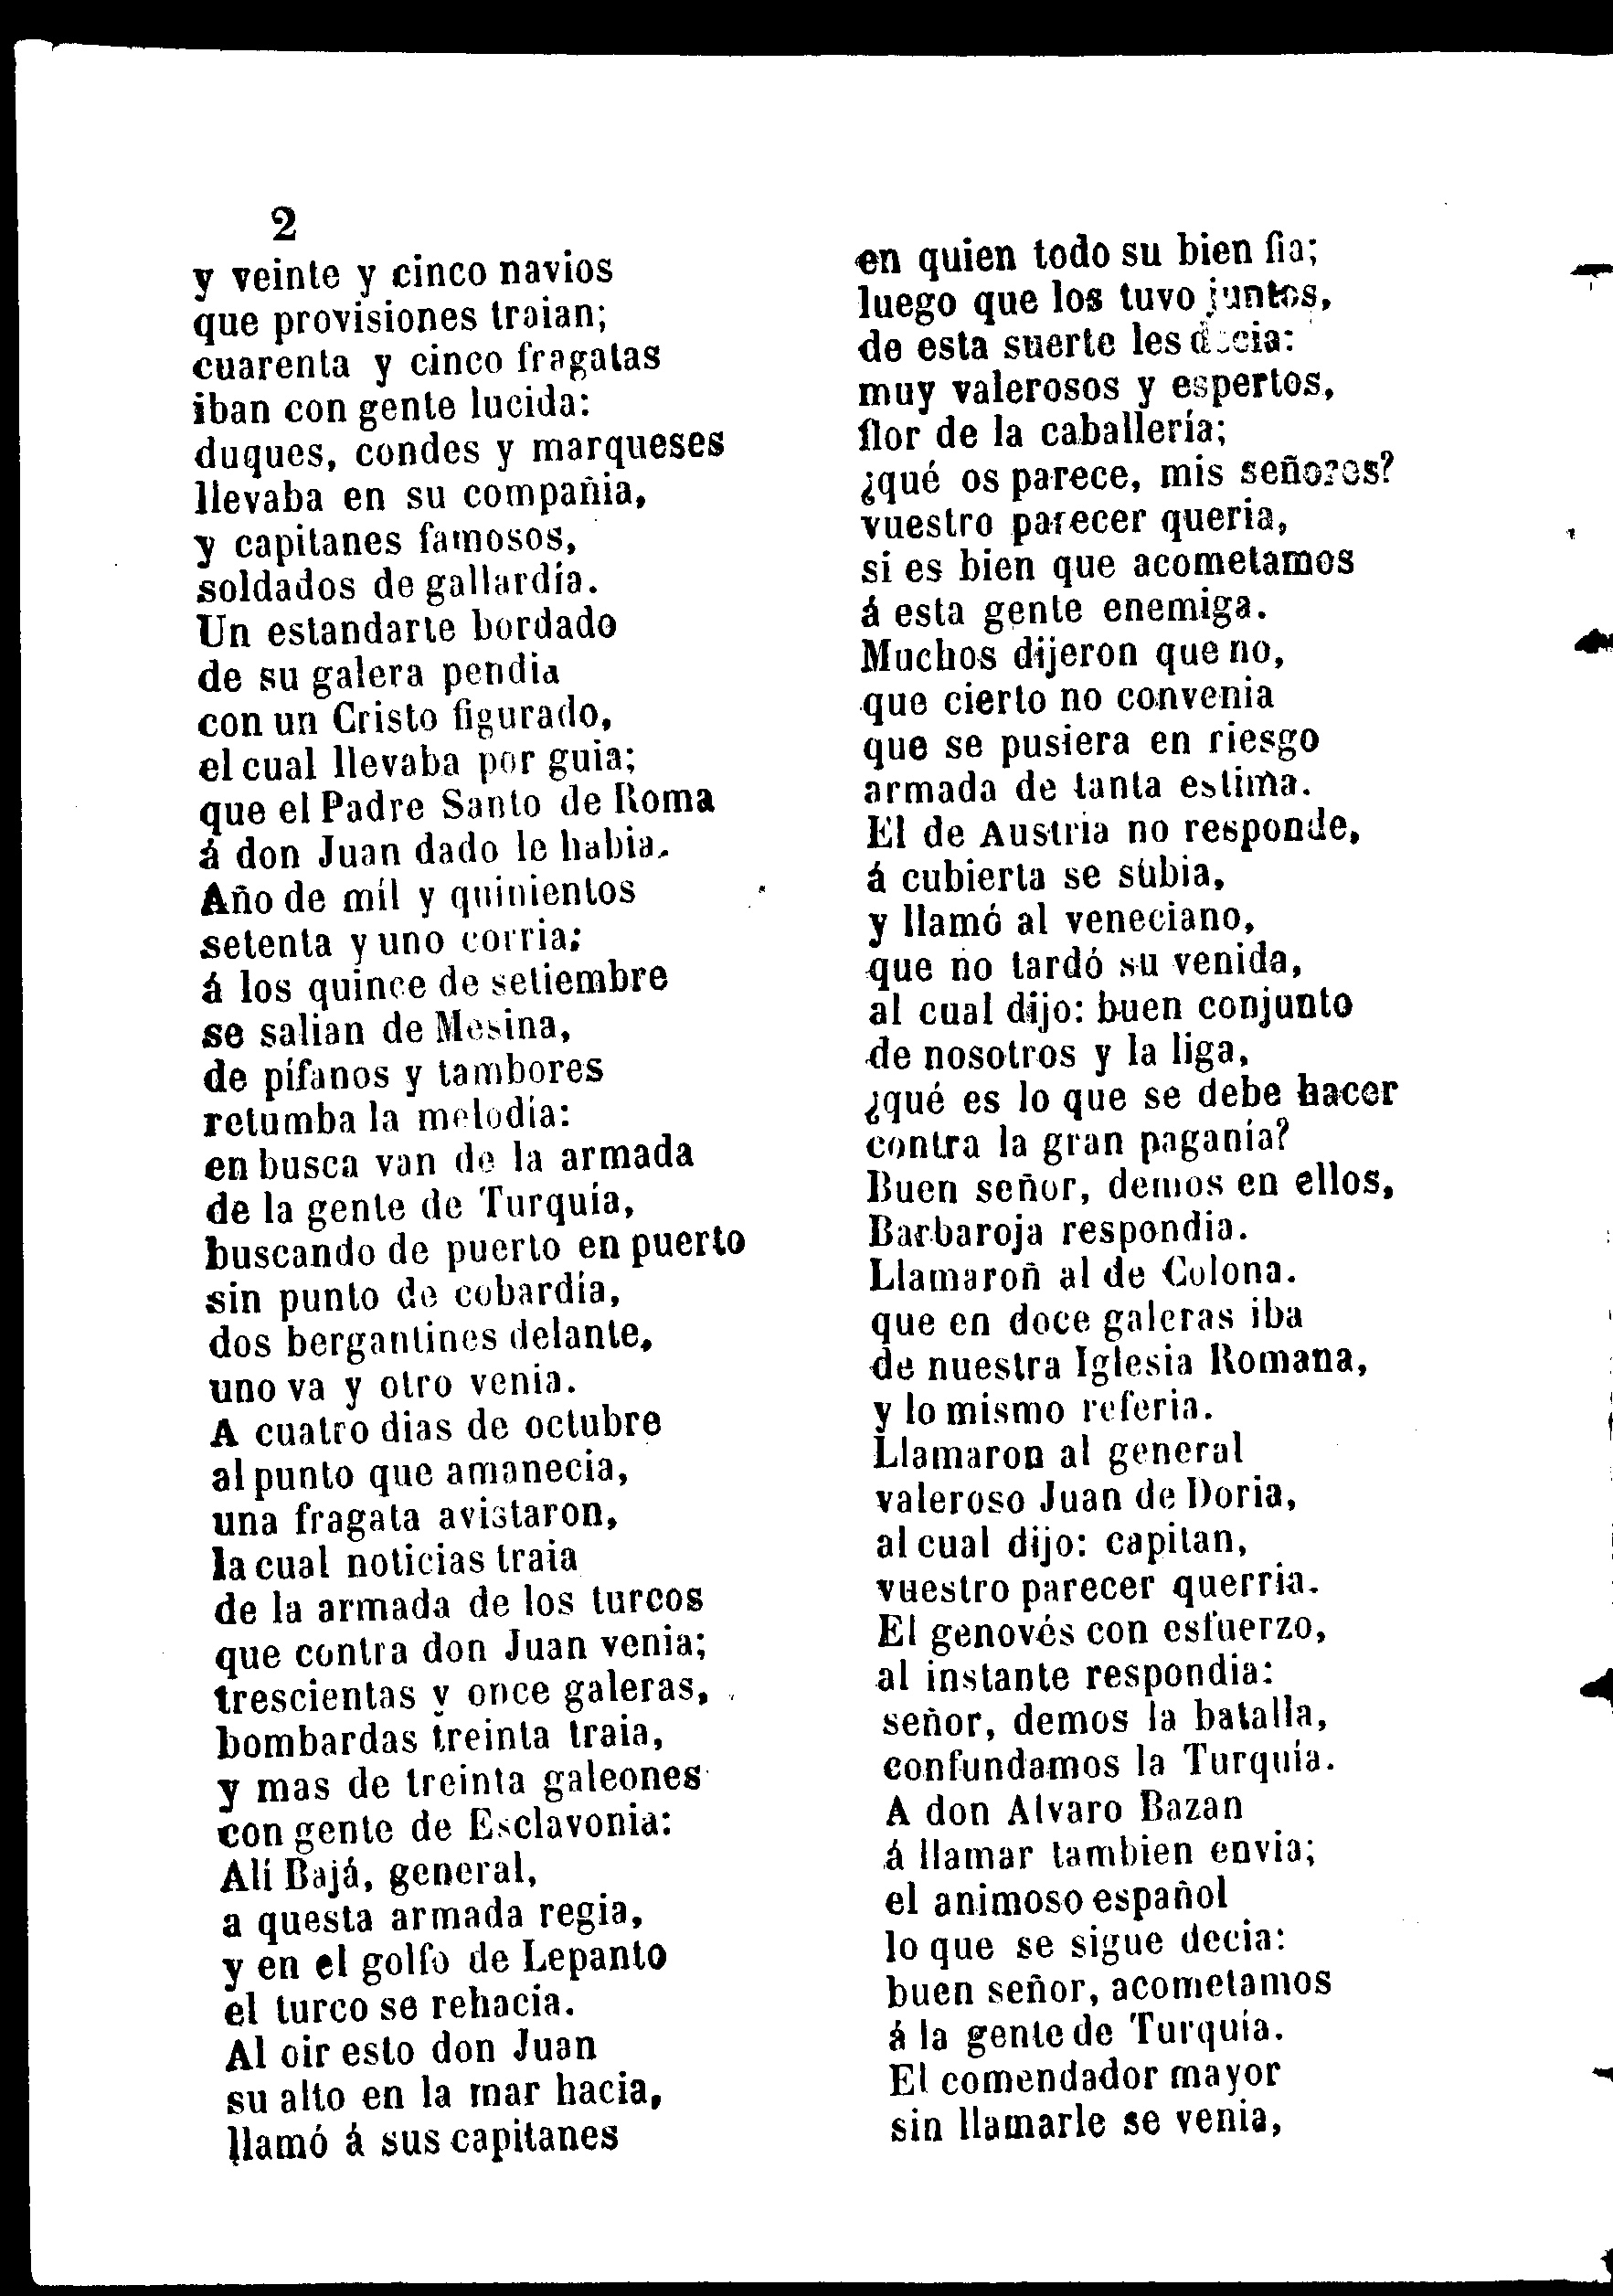 2
y veinte y cinco navios
que provisiones traian;
cuarenta y cinco fragatas
iban con gente lucida:
duques, condes y marqueses
llevaba en su compañia,
y capitanes famosos,
soldados de gallardía.
Un estandarte bordado
de su galera pendia
con un Cristo figurado,
el cual llevaba por guia;
que el Padre Santo de Roma
á don Juan dado le habia.
Año de mil y quinientos
setenta y uno corria;
á los quince de setiembre
se salian de Mesina,
de pífanos y tambores
retumba la melodía:
en busca van de la armada
de la gente de Turquía,
buscando de puerto en puerto
sin punto de cobardía,
dos bergantines delante,
uno va y otro venia.
A cuatro dias de octubre
al punto que amanecia,
una fragata avistaron,
la cual noticias traia
de la armada de los turcos
que contra don Juan venia;
trescientas y once galeras,
bombardas treinta traia,
y mas de treinta galeones
con gente de Esclavonia:
Alí Bajá, general,
a questa armada regia,
y en el golfo de Lepanto
el turco se rehacia.
Al oir esto don Juan
su alto en la mar hacia,
llamó á sus capitanes
en quien todo su bien fia;
luego que los tuvo juntos,
de esta suerte les decia:
muy valerosos y espertos,
flor de la caballería;
¿qué os parece, mis señores?
vuestro parecer queria,
si es bien que acometamos
á esta gente enemiga.
Muchos dijeron que no,
que cierto no convenia
que se pusiera en riesgo
armada de tanta estima.
El de Austria no responde,
á cubierta se subia,
y llamó al veneciano,
que no tardó su venida,
al cual dijo: buen conjunto
de nosotros y la liga,
¿qué es lo que se debe hacer
contra la gran paganía?
Buen señor, demos en ellos,
Barbaroja respondia.
Llamaroñ al de Colona.
que en doce galeras iba
de nuestra Iglesia Romana,
y lo mismo referia.
Llamaron al general
valeroso Juan de Doria,
al cual dijo: capitan,
vuestro parecer querria.
El genovés con esfuerzo,
al instante respondia:
señor, demos la batalla,
confundamos la Turquía.
A don Alvaro Bazan
á llamar tambien envia;
el animoso español
lo que se sigue decia:
buen señor, acometamos
á la gente de Turquía.
El comendador mayor
sin llamarle se venia,